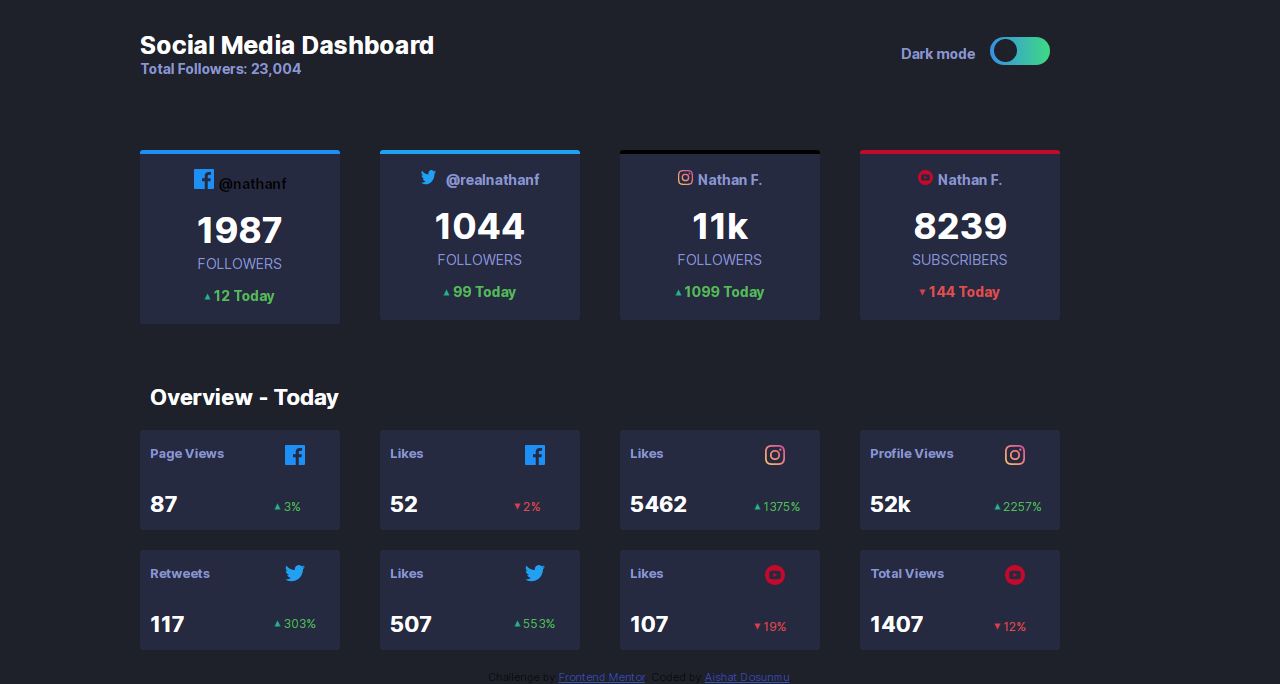 Social Media Dashboard
Total Followers: 23,004
Dark mode
@nathanf
1987
FOLLOWERS
12 Today
@realnathanf
1044
FOLLOWERS
99 Today
Nathan F.
11k
FOLLOWERS
1099 Today
Nathan F.
8239
SUBSCRIBERS
144 Today
Overview - Today
Page Views
87
3%
Likes
52
2%
Likes
5462
1375%
Profile Views
52k
2257%
Retweets
117
303%
Likes
507
553%
Likes
107
19%
Total Views
1407
12%
Challenge by Frontend Mentor. Coded by Aishat Dosunmu